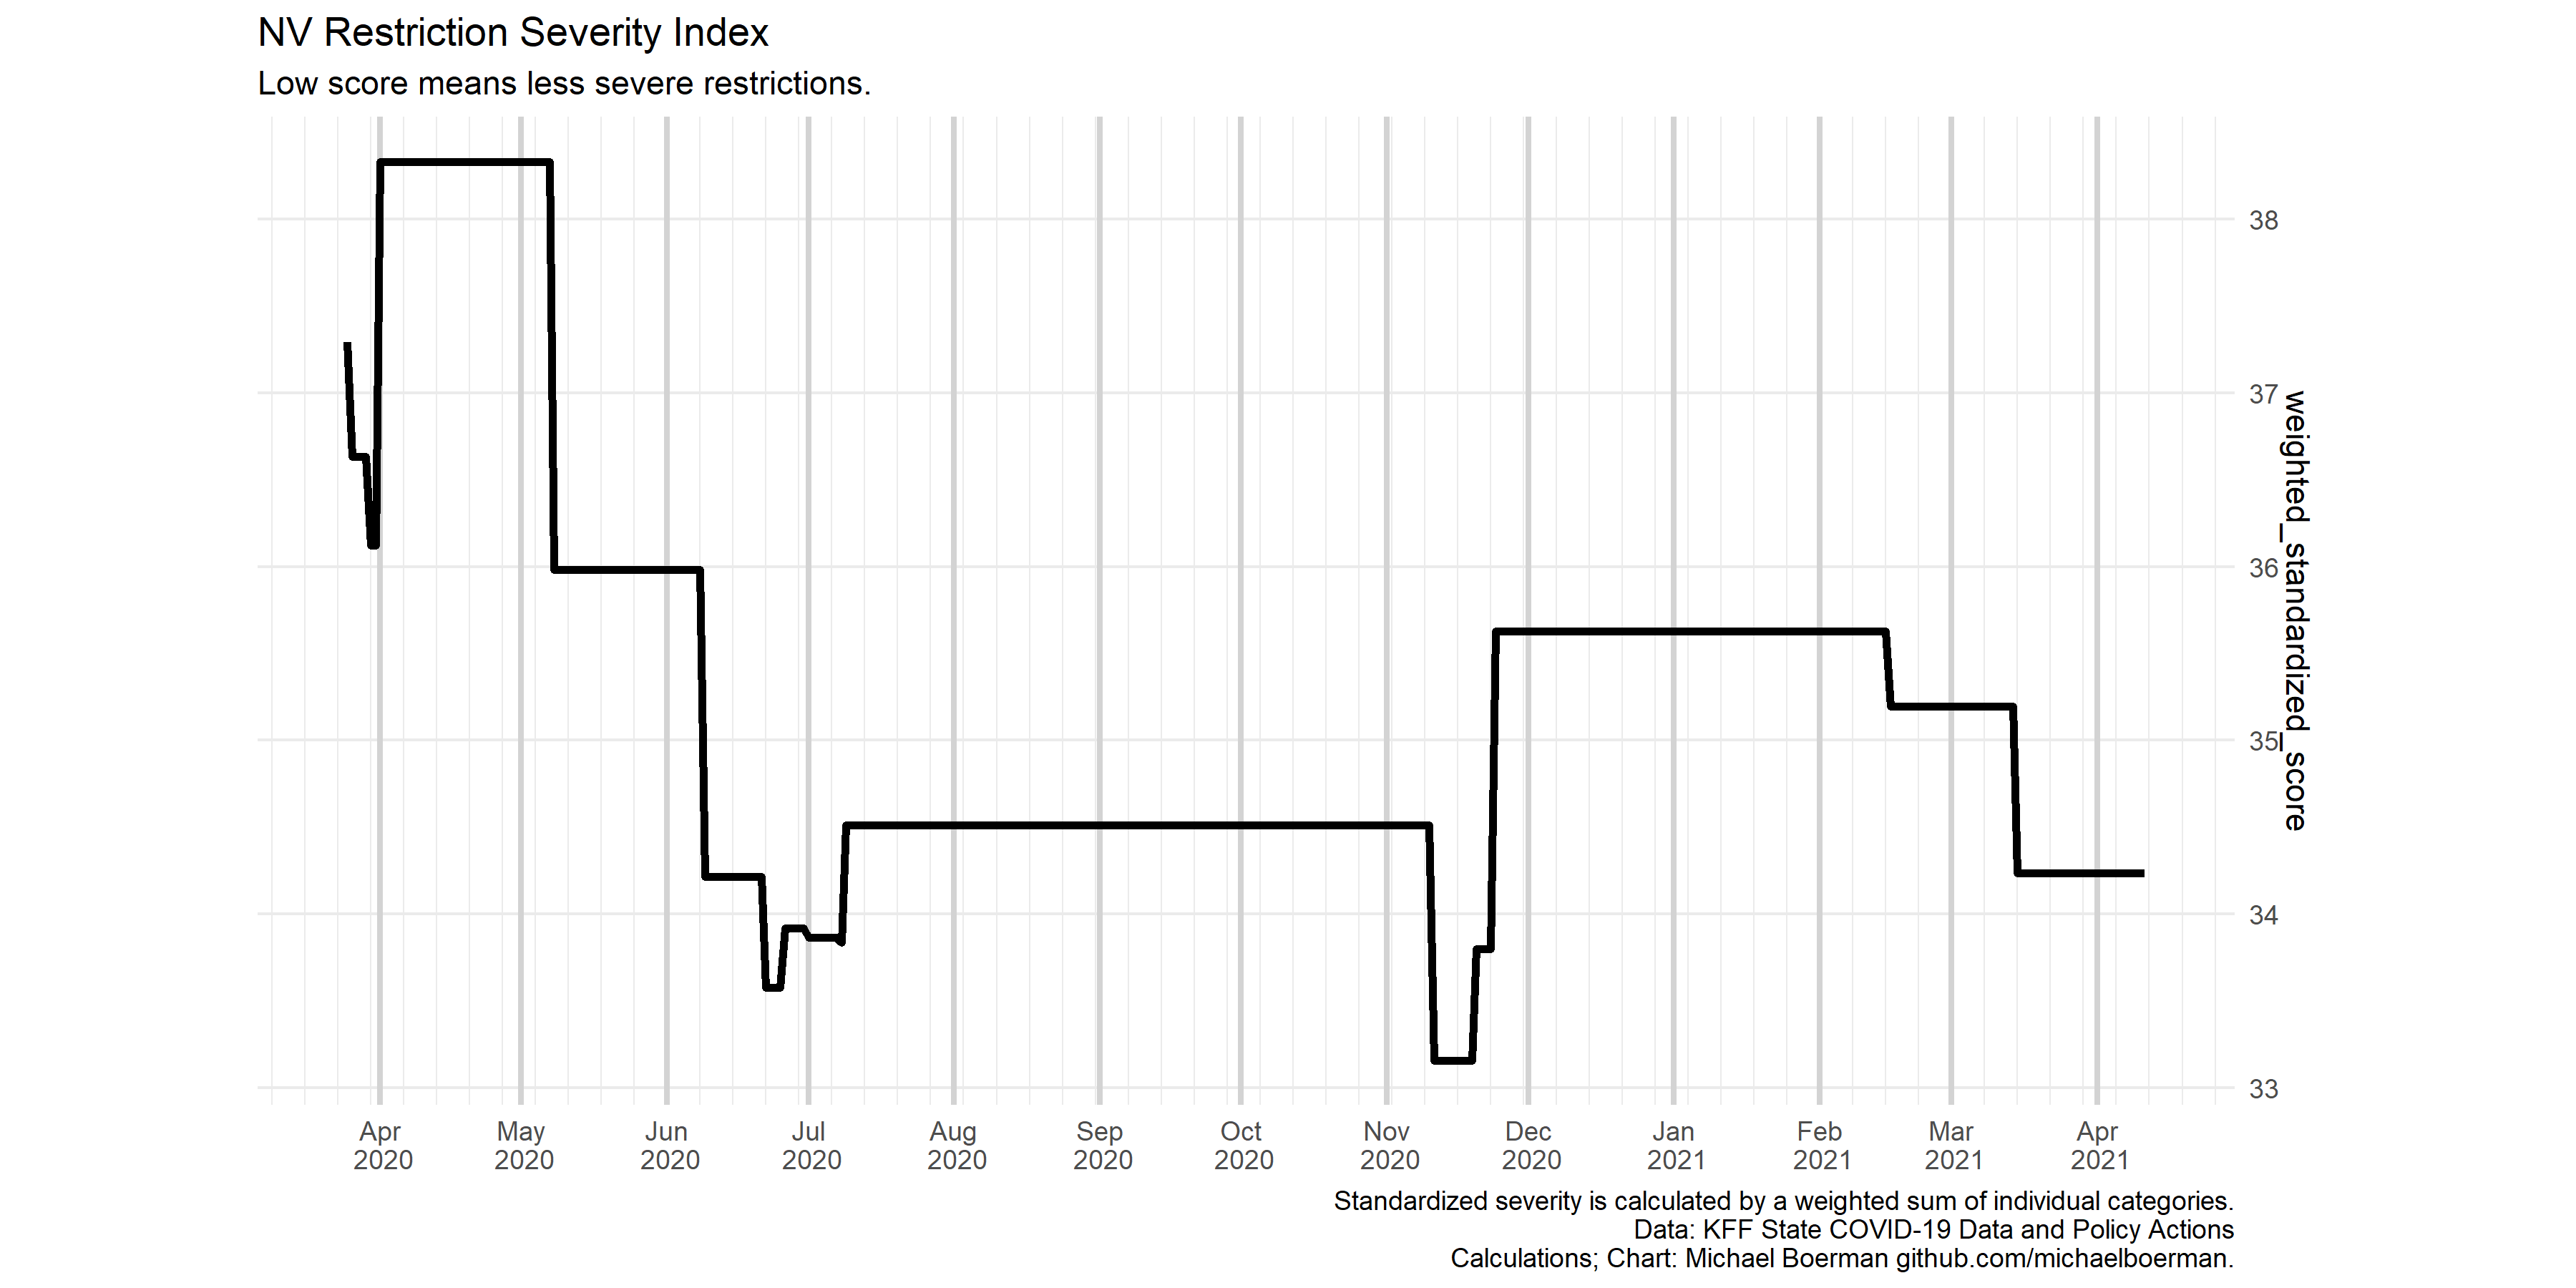 NV Restriction Severity Index
Low score means less severe restrictions.
38
37
36
35
34
33
weighted_standardized_score
Apr May Jun Jul Aug Sep Oct Nov Dec Jan Feb Mar Apr
2020 2020 2020 2020 2020 2020 2020 2020 2020 2021 2021 2021 2021
Standardized severity is calculated by a weighted sum of individual categories.
Data: KFF State COVID-19 Data and Policy Actions
Calculations; Chart: Michael Boerman github.com/michaelboerman.